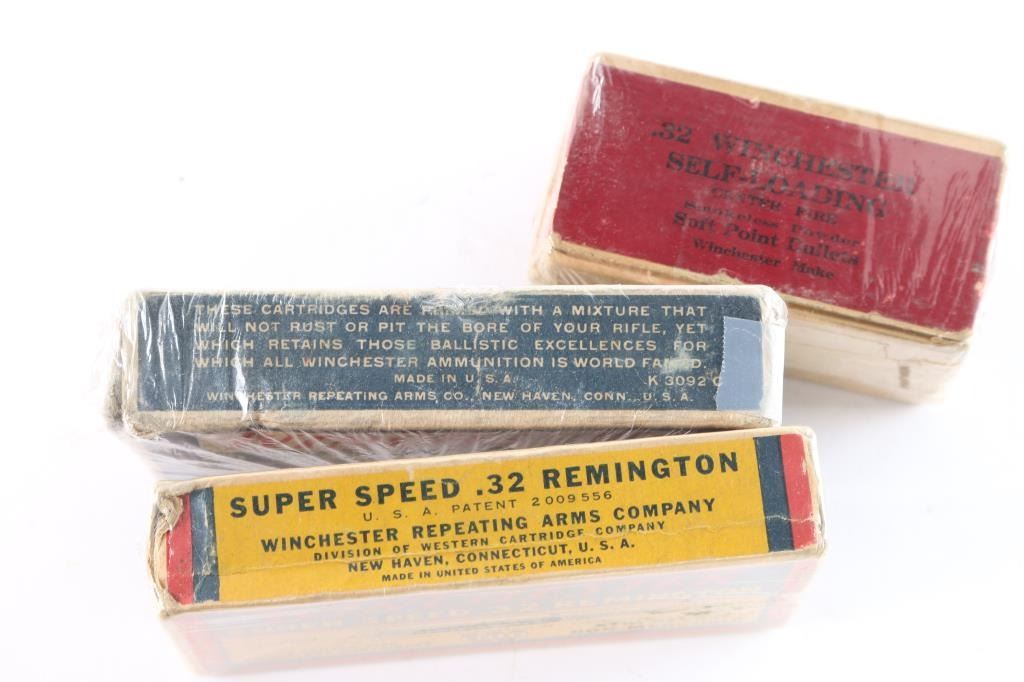 .32 WINCHESTER
SELF-LOADING
CENTER FIRE
Smokeless Powder
Soft Point Bullets
Winchester Make
THESE CARTRIDGES ARE PRIMED WITH A MIXTURE THAT
WILL NOT RUST OR PIT THE BORE OF YOUR RIFLE, YET
WHICH RETAINS THOSE BALLISTIC EXCELLENCES FOR
WHICH ALL WINCHESTER AMMUNITION IS WORLD FAMED.
MADE IN U.S.A. K 3092 C
WINCHESTER REPEATING ARMS CO., NEW HAVEN, CONN., U.S.A.
SUPER SPEED .32 REMINGTON
U. S. A. PATENT 2009556
WINCHESTER REPEATING ARMS COMPANY
DIVISION OF WESTERN CARTRIDGE COMPANY
NEW HAVEN, CONNECTICUT, U. S. A.
MADE IN UNITED STATES OF AMERICA